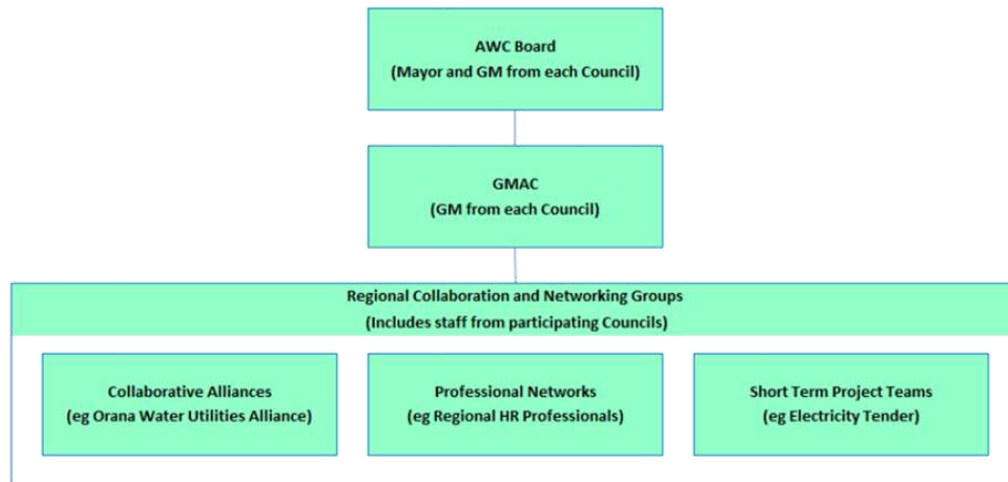 AWC Board
(Mayor and GM from each Council)
GMAC
(GM from each Council)
Regional Collaboration and Networking Groups
(Includes staff from participating Councils)
Collaborative Alliances
(eg Orana Water Utilities Alliance)
Professional Networks
(eg Regional HR Professionals)
Short Term Project Teams
(eg Electricity Tender)